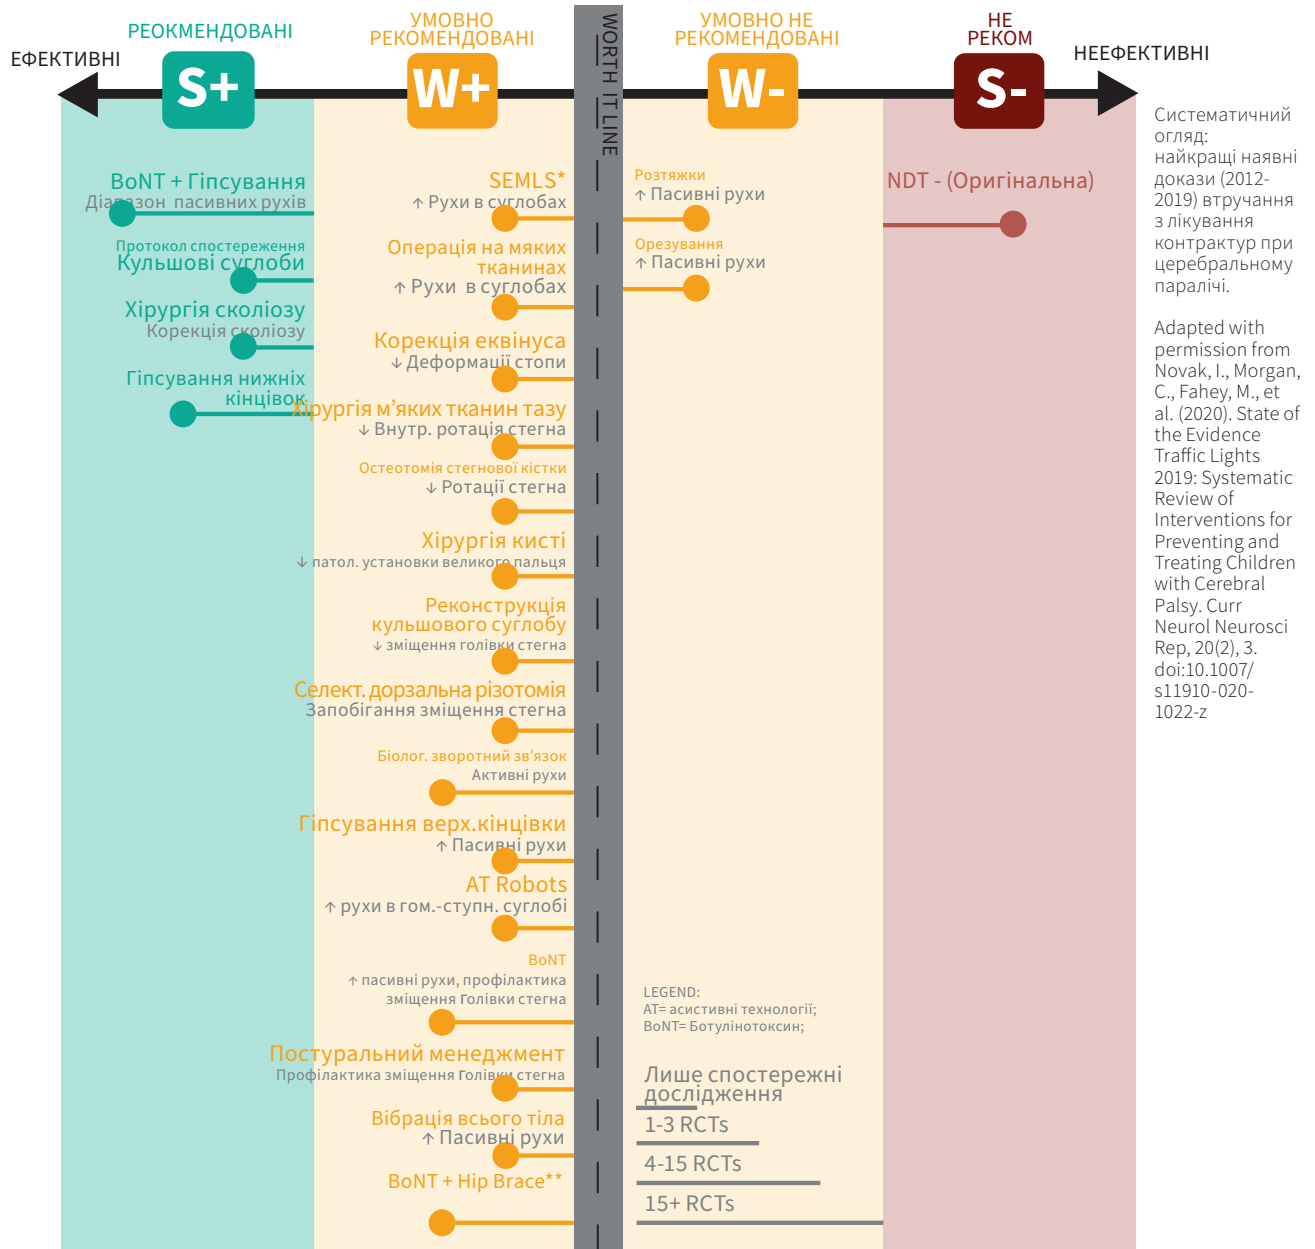 ЕФЕКТИВНІ
РЕОКМЕНДОВАНІ
S+
УМОВНО
РЕКОМЕНДОВАНІ
W+
WORTH IT LINE
УМОВНО НЕ
РЕКОМЕНДОВАНІ
W-
НЕ
РЕКОМ
S-
НЕЕФЕКТИВНІ
BoNT + Гіпсування
Діапазон пасивних рухів
Протокол спостереження
Кульшові суглоби
Хірургія сколіозу
Корекція сколіозу
Гіпсування нижніх
кінцівок
SEMLS*
↑ Рухи в суглобах
Операція на мяких
тканинах
↑ Рухи в суглобах
Корекція еквінуса
↓ Деформації стопи
Хірургія м’яких тканин тазу
↓ Внутр. ротація стегна
Остеотомія стегнової кістки
↓ Ротації стегна
Хірургія кисті
↓ патол. установки великого пальця
Реконструкція
кульшового суглобу
↓ зміщення голівки стегна
Селект. дорзальна різотомія
Запобігання зміщення стегна
Біолог. зворотний зв’язок
Активні рухи
Гіпсування верх.кінцівки
↑ Пасивні рухи
AT Robots
↑ рухи в гом.-ступн. суглобі
BoNT
↑ пасивні рухи, профілактика
зміщення Голівки стегна
Постуральний менеджмент
Профілактика зміщення Голівки стегна
Вібрація всього тіла
↑ Пасивні рухи
BoNT + Hip Brace**
Розтяжки
↑ Пасивні рухи
Орезування
↑ Пасивні рухи
NDT - (Оригінальна)
LEGEND:
AT= асистивні технології;
BoNT= Ботулінотоксин;
Лише спостережні
дослідження
1-3 RCTs
4-15 RCTs
15+ RCTs
Систематичний
огляд:
найкращі наявні
докази (2012-
2019) втручання
з лікування
контрактур при
церебральному
паралічі.
Adapted with
permission from
Novak, I., Morgan,
C., Fahey, M., et
al. (2020). State of
the Evidence
Traffic Lights
2019: Systematic
Review of
Interventions for
Preventing and
Treating Children
with Cerebral
Palsy. Curr
Neurol Neurosci
Rep, 20(2), 3.
doi:10.1007/
s11910-020-
1022-z